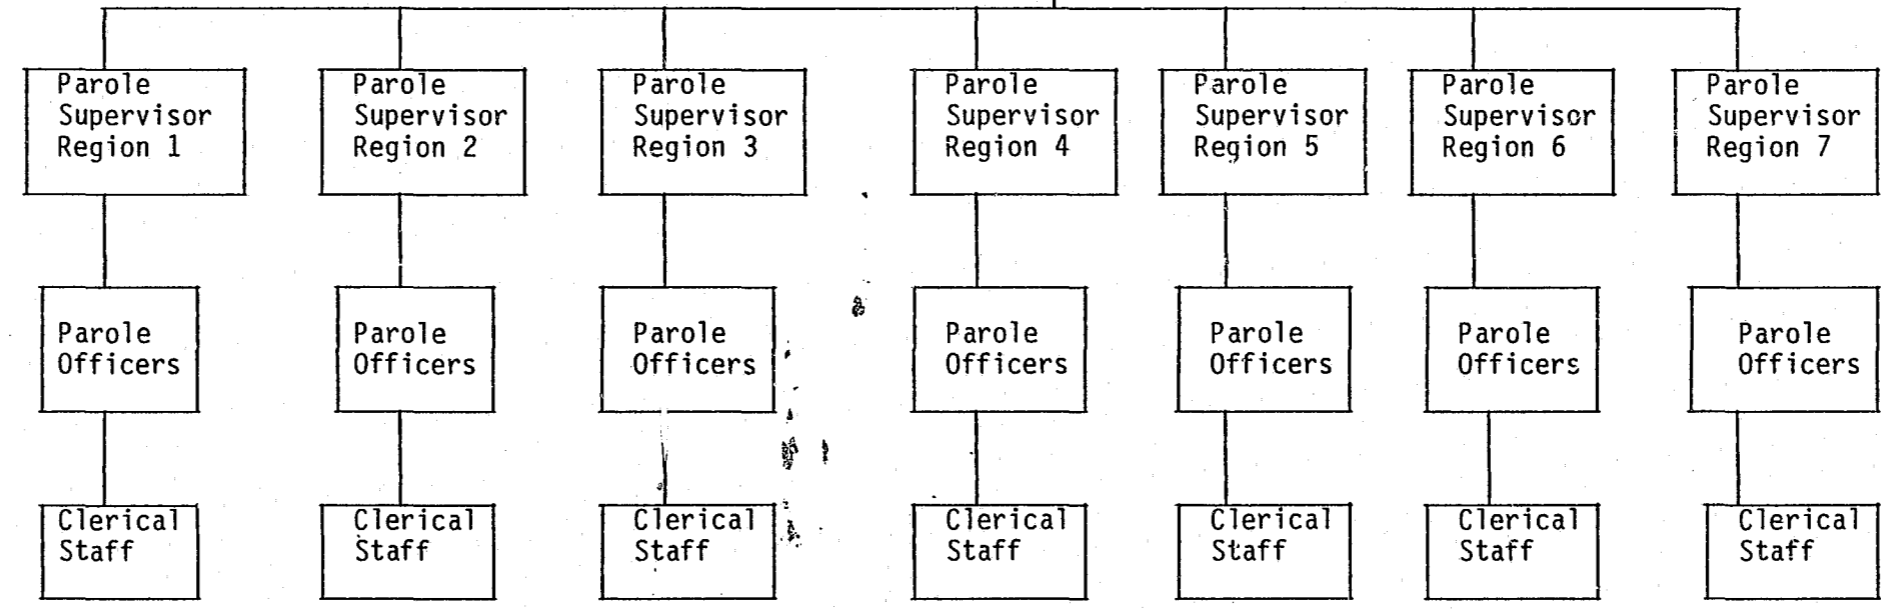 Parole
Supervisor
Region 1
Parole
Supervisor
Region 2
Parole
Supervisor
Region 3
Parole
Supervisor
Region 4
Parole
Supervisor
Region 5
Parole
Supervisor
Region 6
Parole
Supervisor
Region 7
Parole
Officers
Parole
Officers
Parole
Officers
Parole
Officers
Parole
Officers
Parole
Officers
Parole
Officers
Clerical
Staff
Clerical
Staff
Clerical
Staff
Clerical
Staff
Clerical
Staff
Clerical
Staff
Clerical
Staff